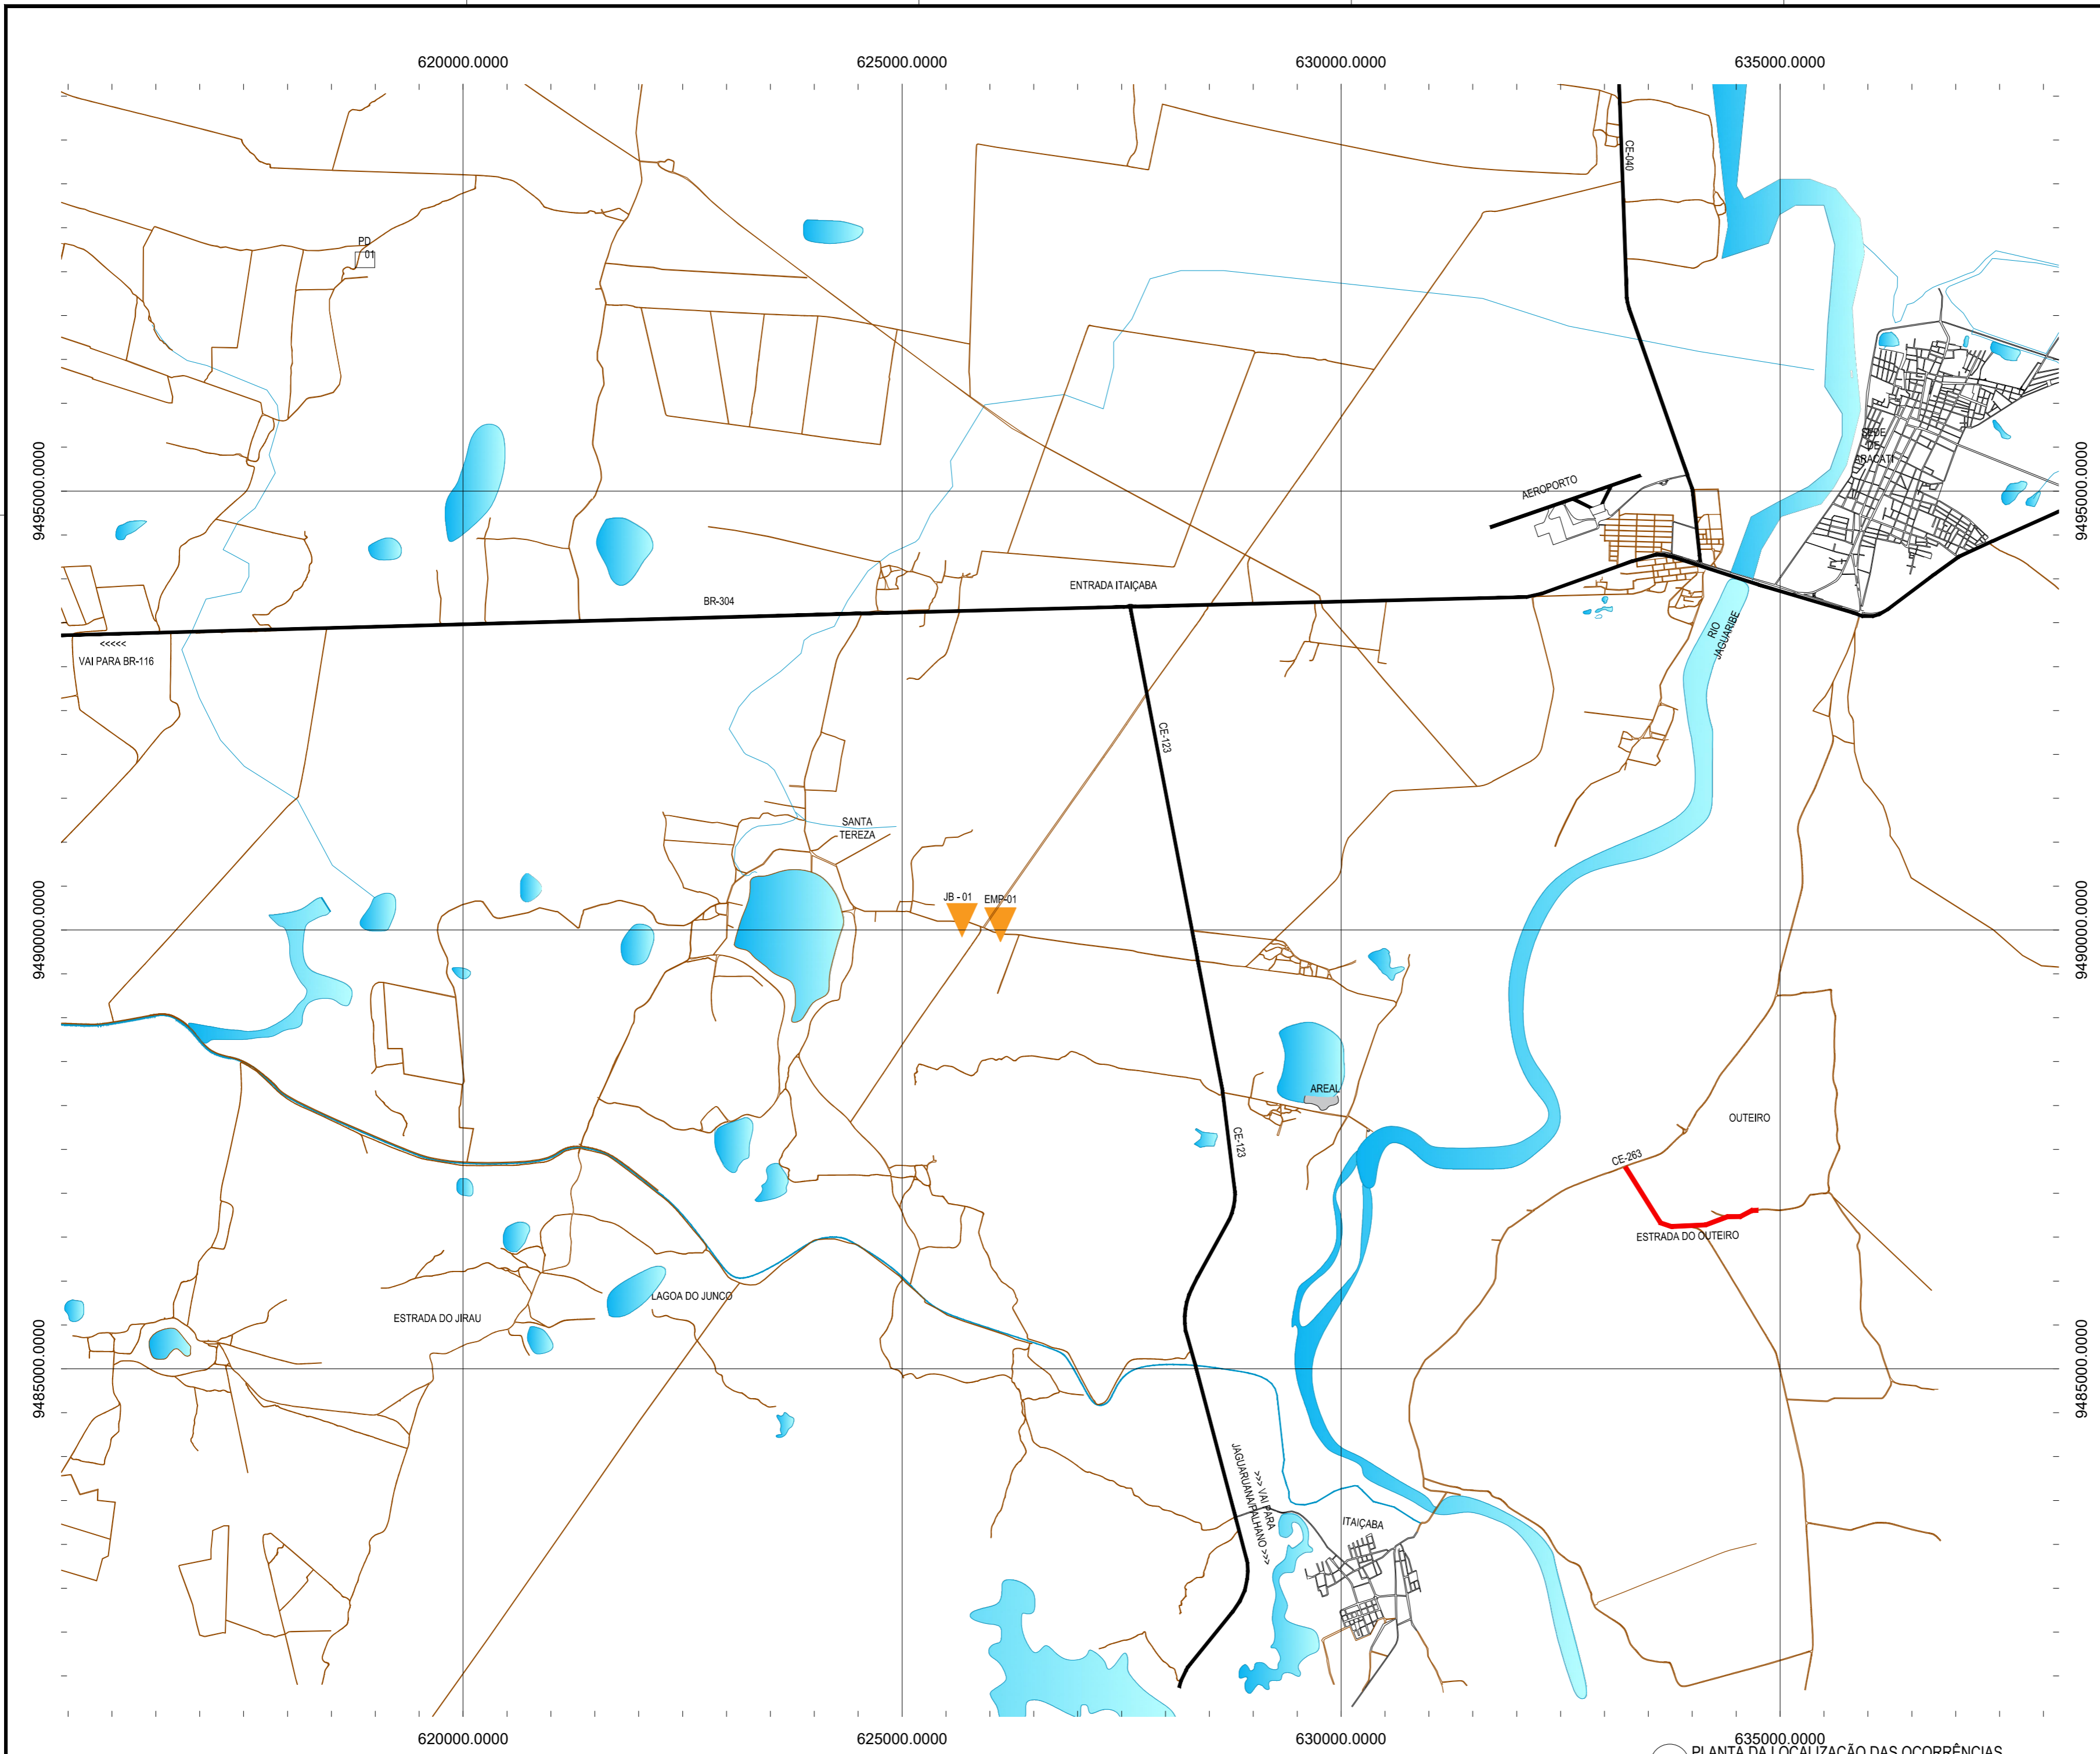 620000.0000
625000.0000
630000.0000
635000.0000
CE-040
PD
01
9495000.0000
SEDE
DE
ARACATI
9495000.0000
AEROPORTO
ENTRADA ITAIÇABA
BR-304
<<<<<
VAI PARA BR-116
RIO
JAGUARIBE
CE-123
SANTA
TEREZA
JB - 01
EMP-01
9490000.0000
9490000.0000
AREAL
OUTEIRO
CE-123
CE-263
ESTRADA DO OUTEIRO
LAGOA DO JUNCO
ESTRADA DO JIRAU
9485000.0000
9485000.0000
>>> VAI PARA
JAGUARUANA/PALHANO >>>
ITAIÇABA
620000.0000
625000.0000
630000.0000
635000.0000
PLANTA DA LOCALIZAÇÃO DAS OCORRÊNCIAS